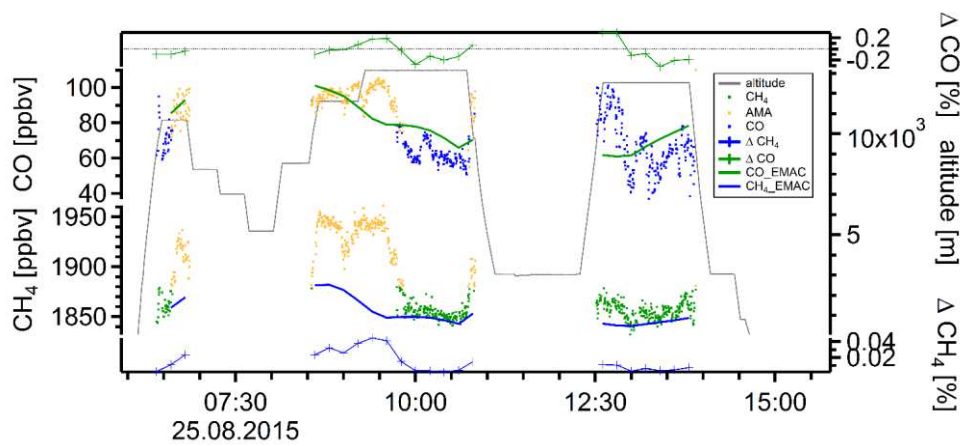 Δ CO [%]
0.2
-0.2
CO [ppbv]
100
80
60
40
altitude
CH4
AMA
CO
Δ CH4
Δ CO
CO_EMAC
CH4_EMAC
10x10³
5
altitude [m]
CH4 [ppbv]
1950
1900
1850
Δ CH4 [%]
0.04
0.02
07:30
10:00
12:30
15:00
25.08.2015